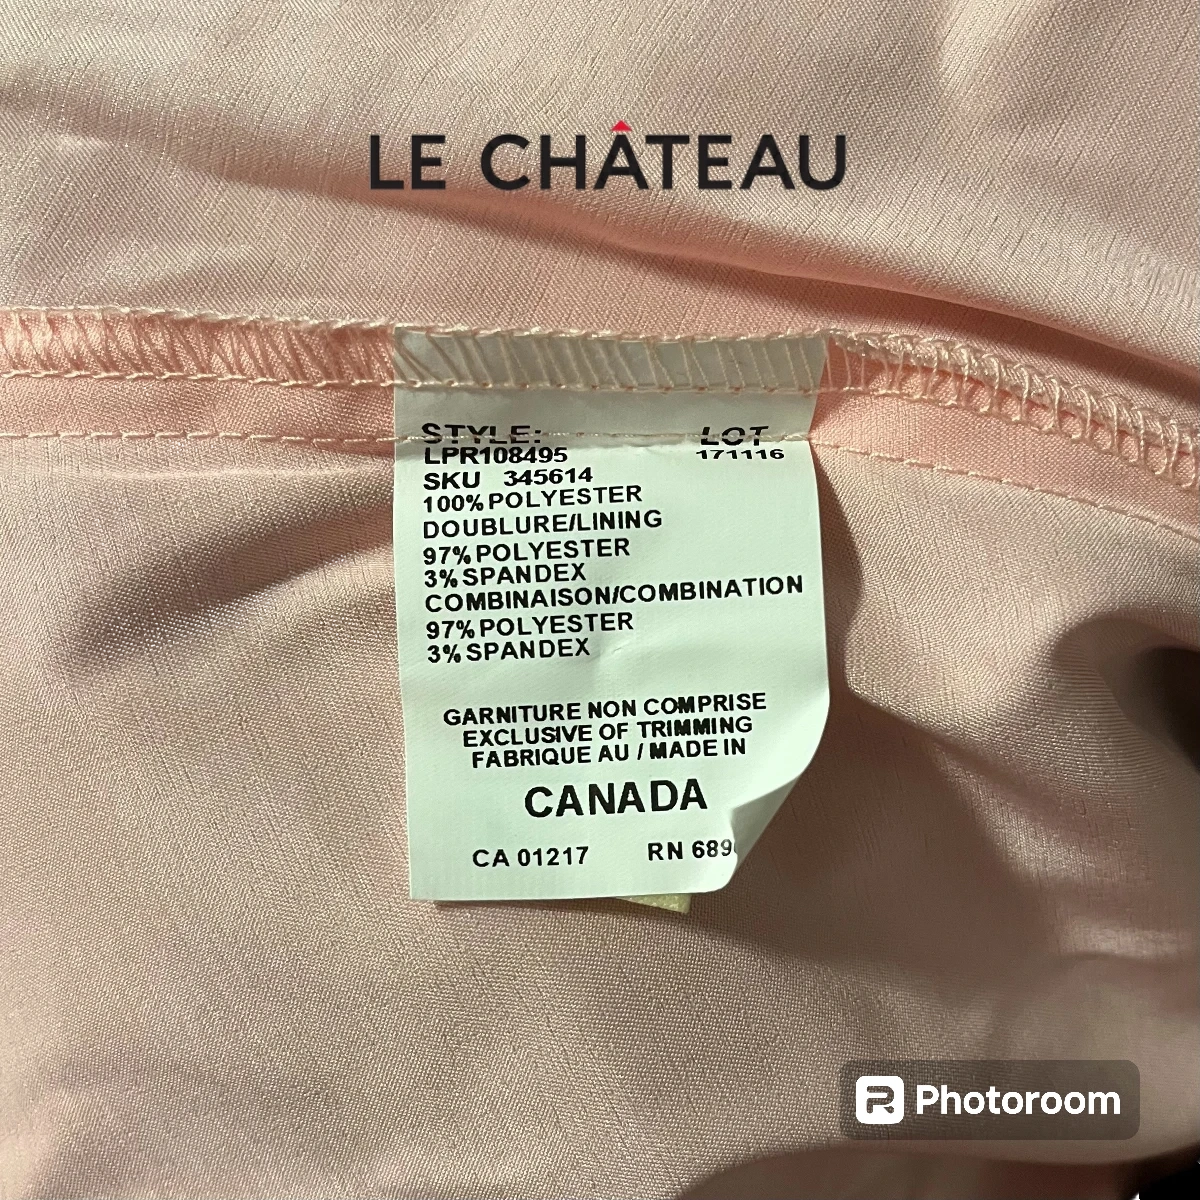 LE CHÂTEAU
STYLE: LOT
LPR108495 171116
SKU 345614
100% POLYESTER
DOUBLURE/LINING
97% POLYESTER
3% SPANDEX
COMBINAISON/COMBINATION
97% POLYESTER
3% SPANDEX
GARNITURE NON COMPRISE
EXCLUSIVE OF TRIMMING
FABRIQUE AU / MADE IN
CANADA
CA 01217 RN
Photoroom